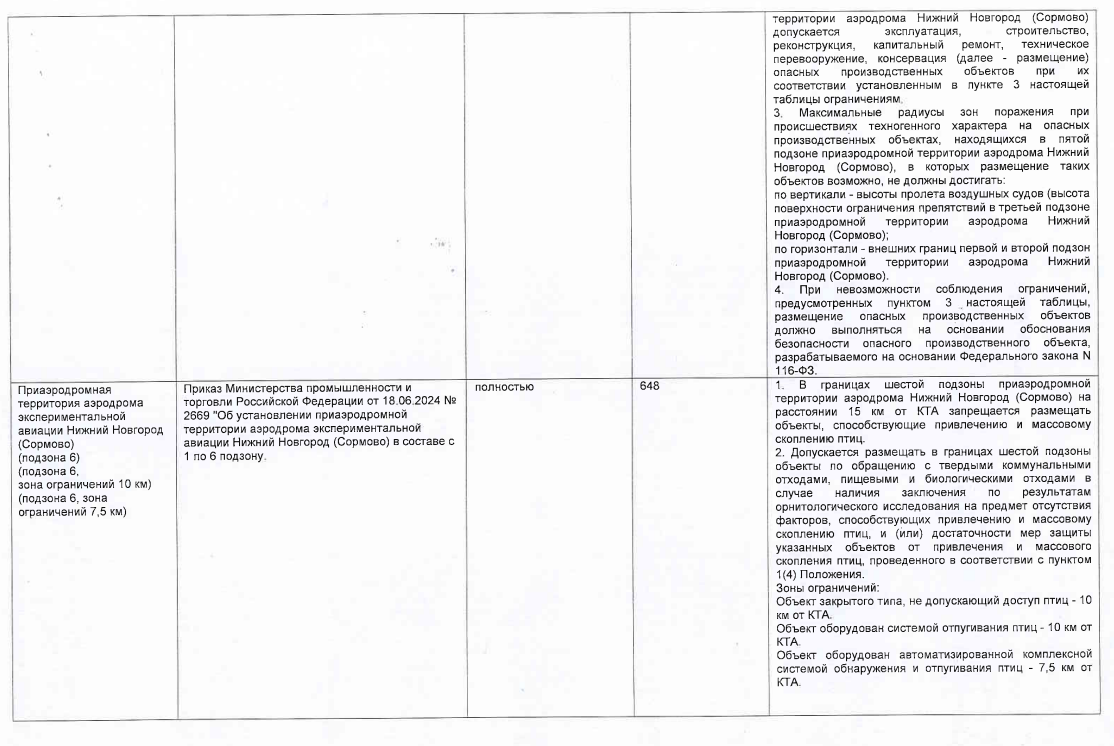 территории аэродрома Нижний Новгород (Сормово)
допускается эксплуатация, строительство,
реконструкция, капитальный ремонт, техническое
перевооружение, консервация (далее - размещение)
опасных производственных объектов при их
соответствии установленным в пункте 3 настоящей
таблицы ограничениям.
3. Максимальные радиусы зон поражения при
происшествиях техногенного характера на опасных
производственных объектах, находящихся в пятой
подзоне приаэродромной территории аэродрома Нижний
Новгород (Сормово), в которых размещение таких
объектов возможно, не должны достигать:
по вертикали - высоты пролета воздушных судов (высота
поверхности ограничения препятствий в третьей подзоне
приаэродромной территории аэродрома Нижний
Новгород (Сормово);
по горизонтали - внешних границ первой и второй подзон
приаэродромной территории аэродрома Нижний
Новгород (Сормово).
4. При невозможности соблюдения ограничений,
предусмотренных пунктом 3 настоящей таблицы,
размещение опасных производственных объектов
должно выполняться на основании обоснования
безопасности опасного производственного объекта,
разрабатываемого на основании Федерального закона N
116-ФЗ.
Приаэродромная
территория аэродрома
экспериментальной
авиации Нижний Новгород
(Сормово)
(подзона 6)
(подзона 6,
зона ограничений 10 км)
(подзона 6, зона
ограничений 7,5 км)
Приказ Министерства промышленности и
торговли Российской Федерации от 18.06.2024 №
2669 "Об установлении приаэродромной
территории аэродрома экспериментальной
авиации Нижний Новгород (Сормово) в составе с
1 по 6 подзону.
полностью
648
1. В границах шестой подзоны приаэродромной
территории аэродрома Нижний Новгород (Сормово) на
расстоянии 15 км от КТА запрещается размещать
объекты, способствующие привлечению и массовому
скоплению птиц.
2. Допускается размещать в границах шестой подзоны
объекты по обращению с твердыми коммунальными
отходами, пищевыми и биологическими отходами в
случае наличия заключения по результатам
орнитологического исследования на предмет отсутствия
факторов, способствующих привлечению и массовому
скоплению птиц, и (или) достаточности мер защиты
указанных объектов от привлечения и массового
скопления птиц, проведенного в соответствии с пунктом
1(4) Положения.
Зоны ограничений:
Объект закрытого типа, не допускающий доступ птиц - 10
км от КТА.
Объект оборудован системой отпугивания птиц - 10 км от
КТА.
Объект оборудован автоматизированной комплексной
системой обнаружения и отпугивания птиц - 7,5 км от
КТА.